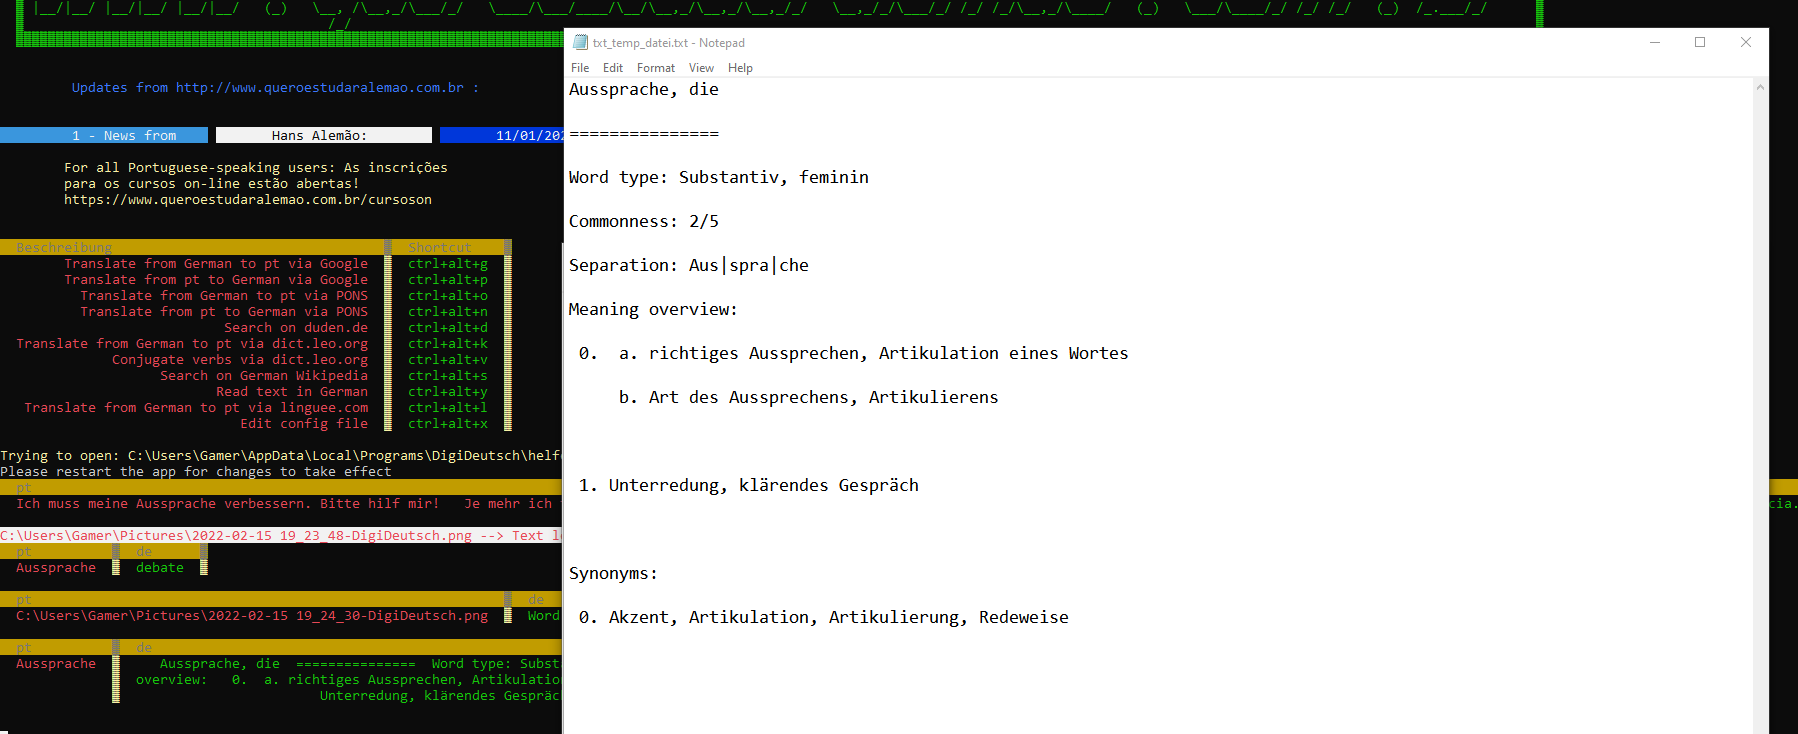 Updates from http://www.queroestudaralemao.com.br :
1 - News from Hans Alemão: 11/01/202
For all Portuguese-speaking users: As inscrições
para os cursos on-line estão abertas!
https://www.queroestudaralemao.com.br/cursoson
Beschreibung Shortcut
Translate from German to pt via Google ctrl+alt+g
Translate from pt to German via Google ctrl+alt+p
Translate from German to pt via PONS ctrl+alt+o
Translate from pt to German via PONS ctrl+alt+n
Search on duden.de ctrl+alt+d
Translate from German to pt via dict.leo.org ctrl+alt+k
Conjugate verbs via dict.leo.org ctrl+alt+v
Search on German Wikipedia ctrl+alt+s
Read text in German ctrl+alt+y
Translate from German to pt via linguee.com ctrl+alt+l
Edit config file ctrl+alt+x
Trying to open: C:\Users\Gamer\AppData\Local\Programs\DigiDeutsch\helf
Please restart the app for changes to take effect
pt
Ich muss meine Aussprache verbessern. Bitte hilf mir! Je mehr ich
cia.
C:\Users\Gamer\Pictures\2022-02-15 19_23_48-DigiDeutsch.png --> Text l
pt de
Aussprache debate
pt de
C:\Users\Gamer\Pictures\2022-02-15 19_24_30-DigiDeutsch.png Word
pt de
Aussprache Aussprache, die =============== Word type: Subst
overview: 0. a. richtiges Aussprechen, Artikulation
Unterredung, klärendes Gespräc
txt_temp_datei.txt - Notepad
File Edit Format View Help
Aussprache, die
===============
Word type: Substantiv, feminin
Commonness: 2/5
Separation: Aus|spra|che
Meaning overview:
0. a. richtiges Aussprechen, Artikulation eines Wortes
b. Art des Aussprechens, Artikulierens
1. Unterredung, klärendes Gespräch
Synonyms:
0. Akzent, Artikulation, Artikulierung, Redeweise